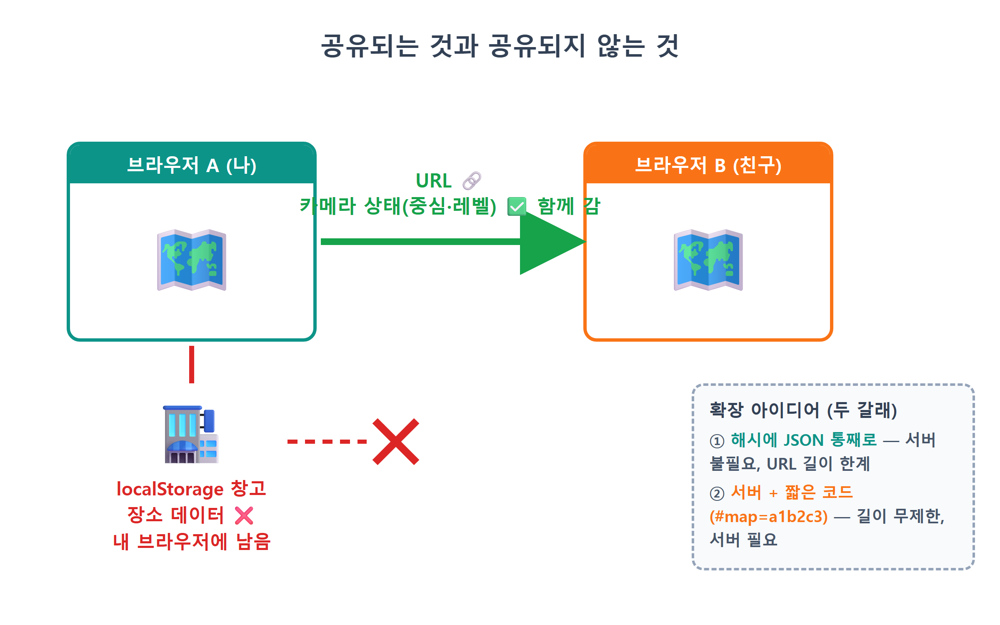 공유되는 것과 공유되지 않는 것
브라우저 A (나)
URL 🔗
카메라 상태(중심·레벨) ✅ 함께 감
브라우저 B (친구)
localStorage 창고
장소 데이터 ❌
내 브라우저에 남음
확장 아이디어 (두 갈래)
① 해시에 JSON 통째로 — 서버
불필요, URL 길이 한계
② 서버 + 짧은 코드
(#map=a1b2c3) — 길이 무제한,
서버 필요